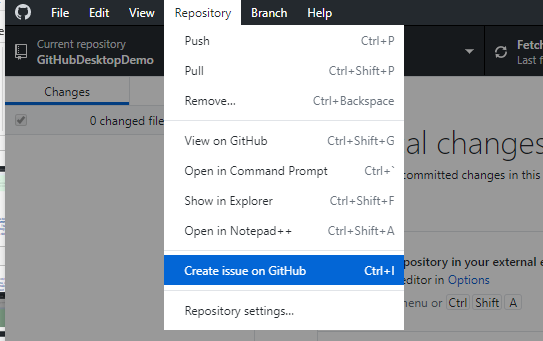 File Edit View Repository Branch Help
Current repository
GitHubDesktopDemo
Fetc
Last f
Changes
0 changed file
Push Ctrl+P
Pull Ctrl+Shift+P
Remove... Ctrl+Backspace
View on GitHub Ctrl+Shift+G
Open in Command Prompt Ctrl+`
Show in Explorer Ctrl+Shift+F
Open in Notepad++ Ctrl+Shift+A
Create issue on GitHub Ctrl+I
Repository settings...
al changes
committed changes in this
pository in your external e
editor in Options
menu or Ctrl Shift A